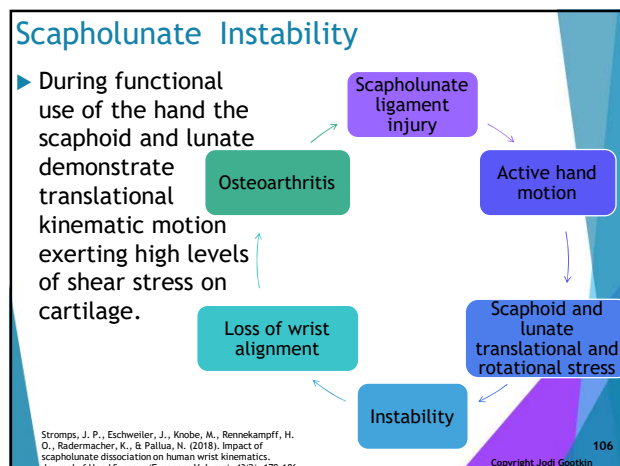 Scapholunate Instability
During functional
use of the hand the
scaphoid and lunate
demonstrate
translational
kinematic motion
exerting high levels
of shear stress on
cartilage.
Scapholunate
ligament
injury
Active hand
motion
Scaphoid and
lunate
translational and
rotational stress
Instability
Loss of wrist
alignment
Osteoarthritis
Stromps, J. P., Eschweiler, J., Knobe, M., Rennekampff, H.
O., Radermacher, K., & Pallua, N. (2018). Impact of
scapholunate dissociation on human wrist kinematics.
106
Copyright Jodi Gootkin